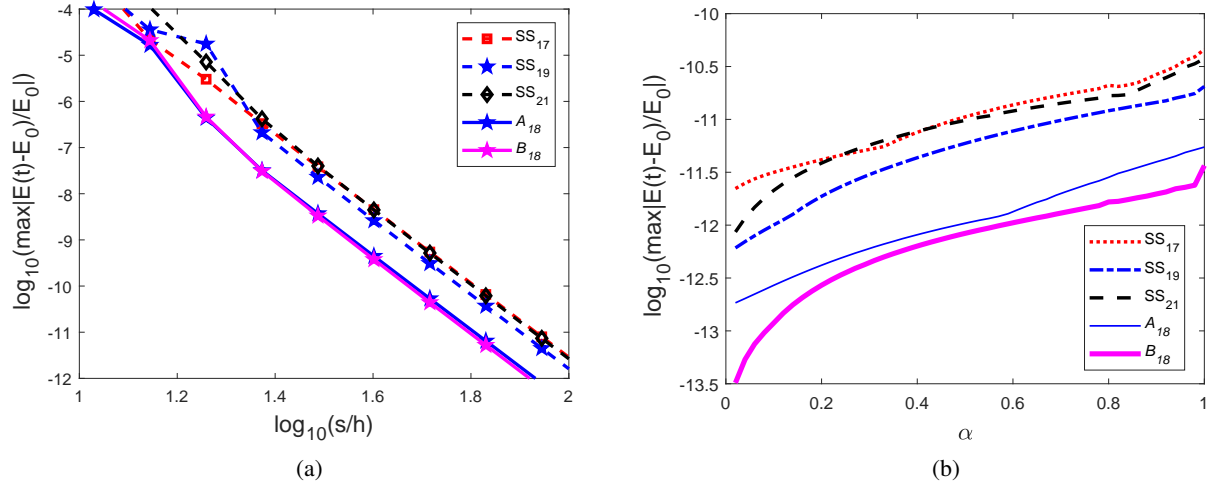 log₁₀(max|E(t)-E₀)/E₀|)
-4
-5
-6
-7
-8
-9
-10
-11
-12
1
1.2
1.4
1.6
1.8
2
log₁₀(s/h)
SS₁₇
SS₁₉
SS₂₁
A₁₈
B₁₈
(a)
log₁₀(max|E(t)-E₀)/E₀|)
-10
-10.5
-11
-11.5
-12
-12.5
-13
-13.5
0
0.2
0.4
0.6
0.8
1
α
SS₁₇
SS₁₉
SS₂₁
A₁₈
B₁₈
(b)